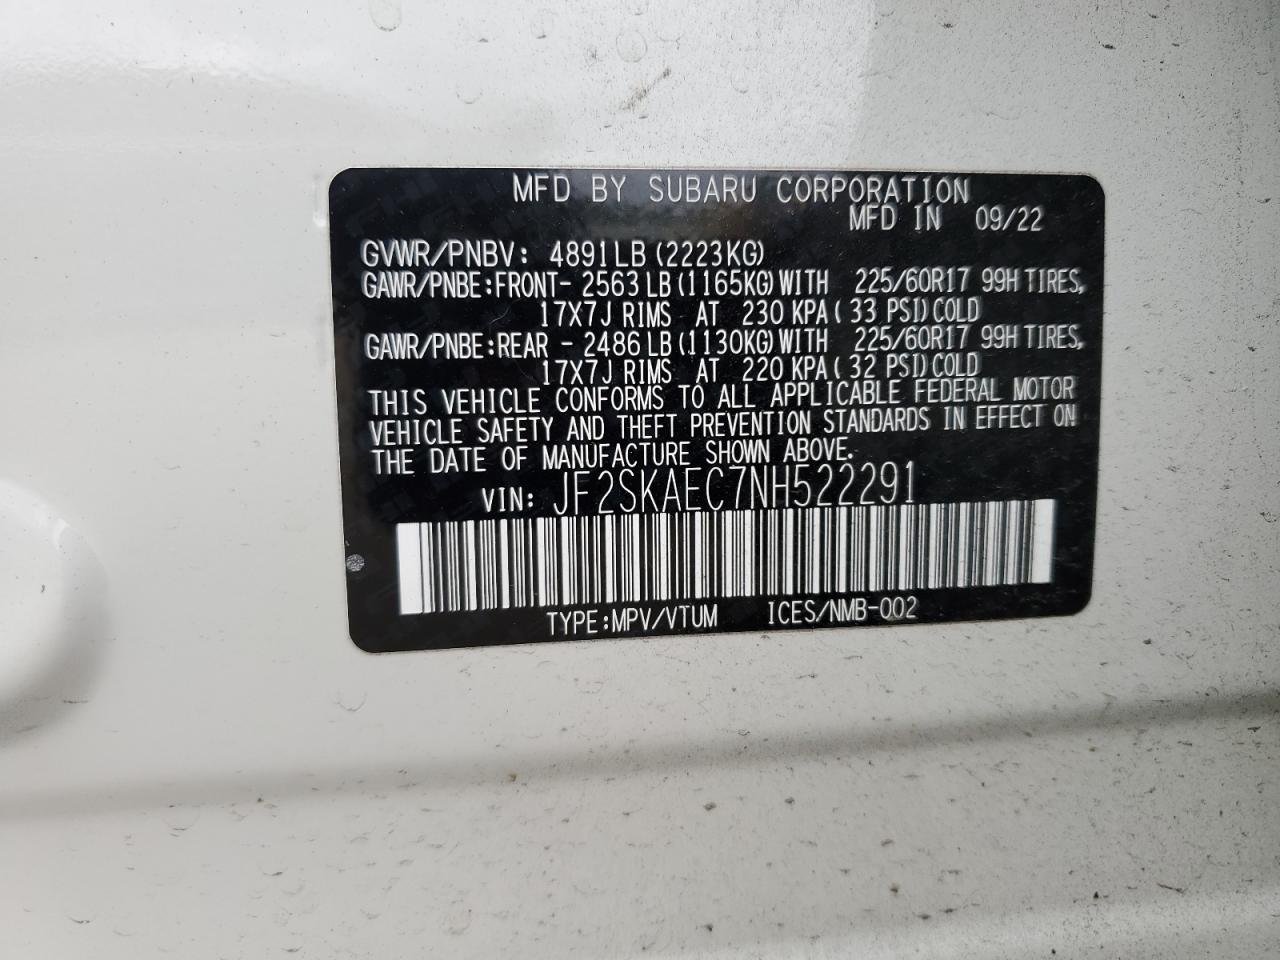 MFD BY SUBARU CORPORATION
MFD IN 09/22
GVWR/PNBV: 4891LB (2223KG)
GAWR/PNBE:FRONT- 2563 LB (1165KG) WITH 225/60R17 99H TIRES,
17X7J RIMS AT 230 KPA ( 33 PSI) COLD
GAWR/PNBE:REAR - 2486 LB (1130KG) WITH 225/60R17 99H TIRES,
17X7J RIMS AT 220 KPA ( 32 PSI) COLD
THIS VEHICLE CONFORMS TO ALL APPLICABLE FEDERAL MOTOR
VEHICLE SAFETY AND THEFT PREVENTION STANDARDS IN EFFECT ON
THE DATE OF MANUFACTURE SHOWN ABOVE.
VIN: JF2SKAEC7NH522291
TYPE:MPV/VTUM ICES/NMB-002